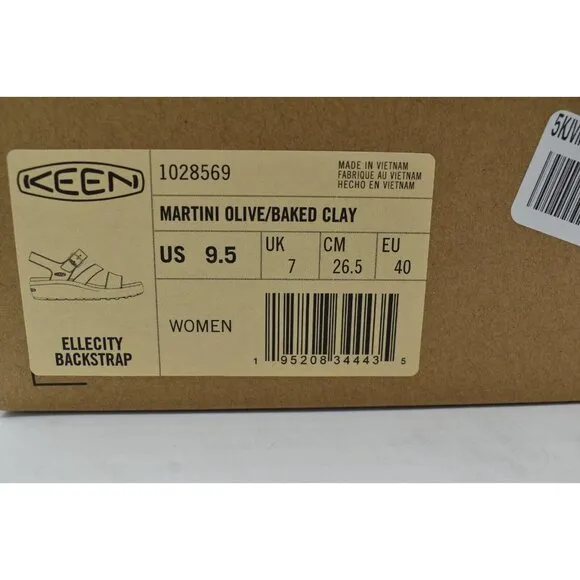 KEEN
1028569
MADE IN VIETNAM
FABRIQUE AU VIETNAM
HECHO EN VIETNAM
MARTINI OLIVE/BAKED CLAY
US 9.5
UK 7
CM 26.5
EU 40
ELLECITY
BACKSTRAP
WOMEN
1 95208 34443 5